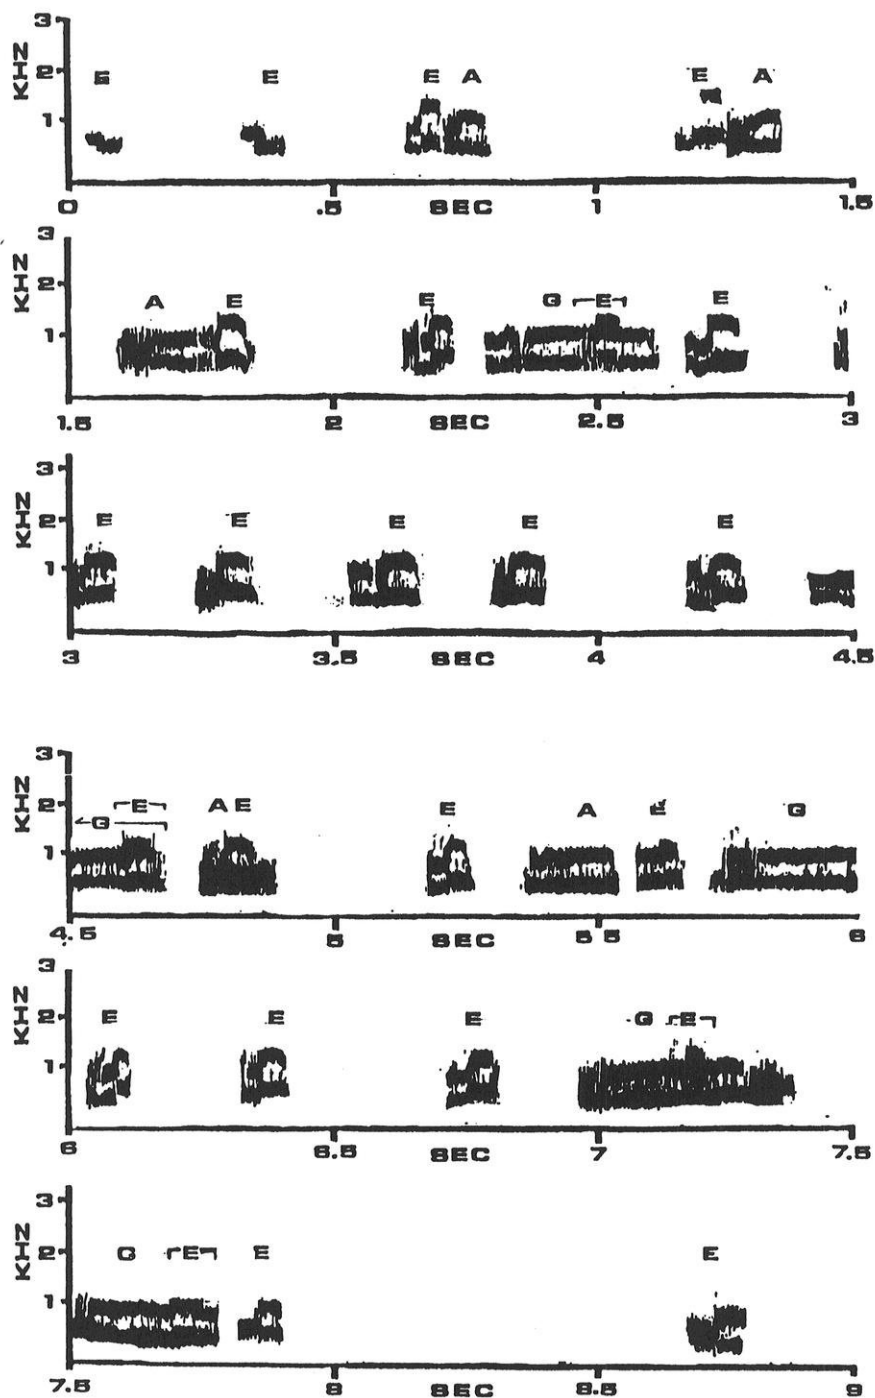 3
KHZ 2 E E E A E A
1
0 .5 SEC 1 1.5
3
KHZ 2 A E E G E E
1
1.5 2 SEC 2.5 3
3
KHZ 2 E E E E E
1
3 3.5 SEC 4 4.5
3
KHZ 2 G E A E E A E G
1
4.5 5 SEC 5.5 6
3
KHZ 2 E E E G E
1
6 6.5 SEC 7 7.5
3
KHZ 2 G E E E
1
7.5 8 SEC 8.5 9